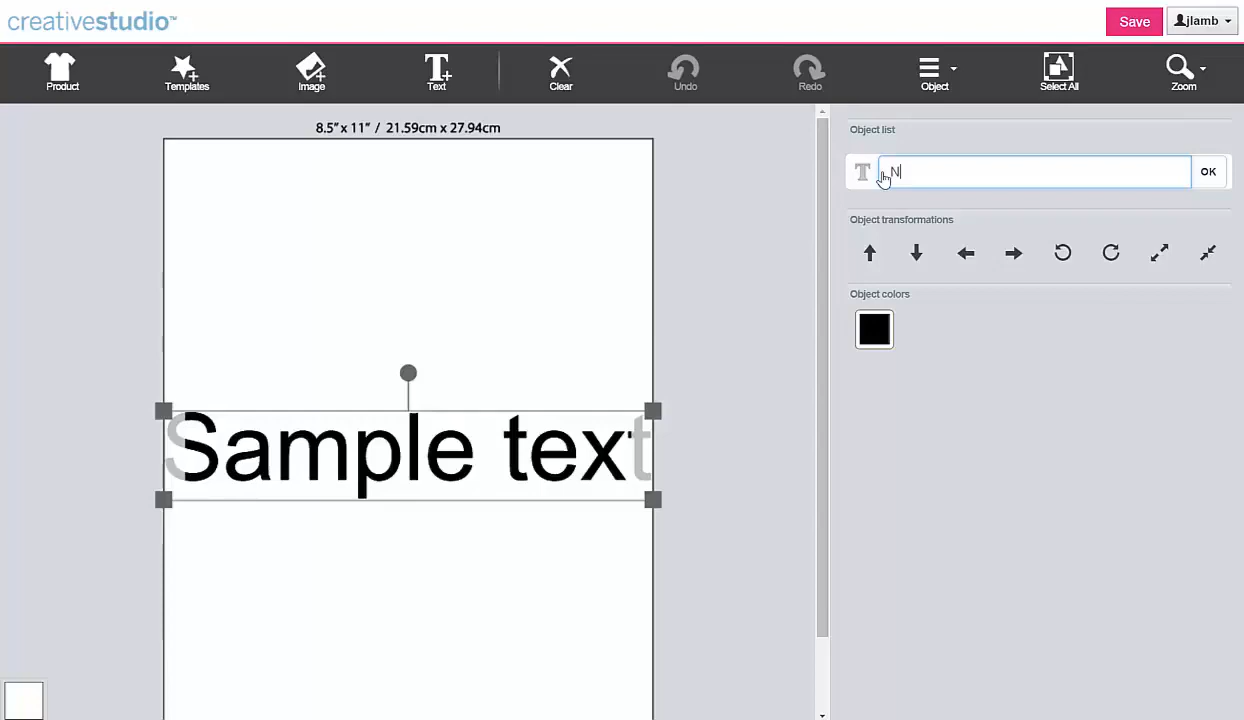 creativestudio™
Save
jlamb
Product
Templates
Image
Text
Clear
Undo
Redo
Object
Select All
Zoom
8.5" x 11" / 21.59cm x 27.94cm
Object list
N
OK
Object transformations
Object colors
Sample text